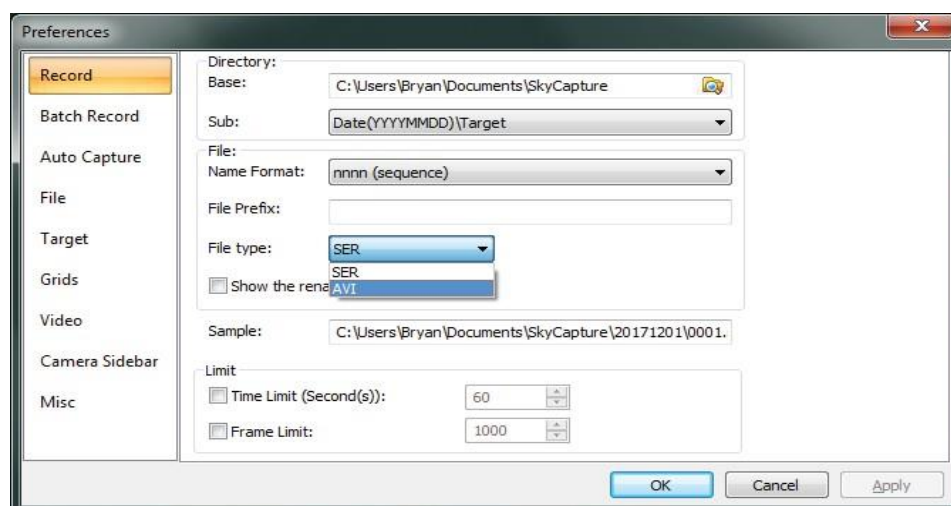 Preferences
Record
Batch Record
Auto Capture
File
Target
Grids
Video
Camera Sidebar
Misc
Directory:
Base: C:\Users\Bryan\Documents\SkyCapture
Sub: Date(YYYYMMDD)\Target
File:
Name Format: nnnn (sequence)
File Prefix:
File type: SER
SER
AVI
Show the rena
Sample: C:\Users\Bryan\Documents\SkyCapture\20171201\0001.
Limit
Time Limit (Second(s)): 60
Frame Limit: 1000
OK Cancel Apply